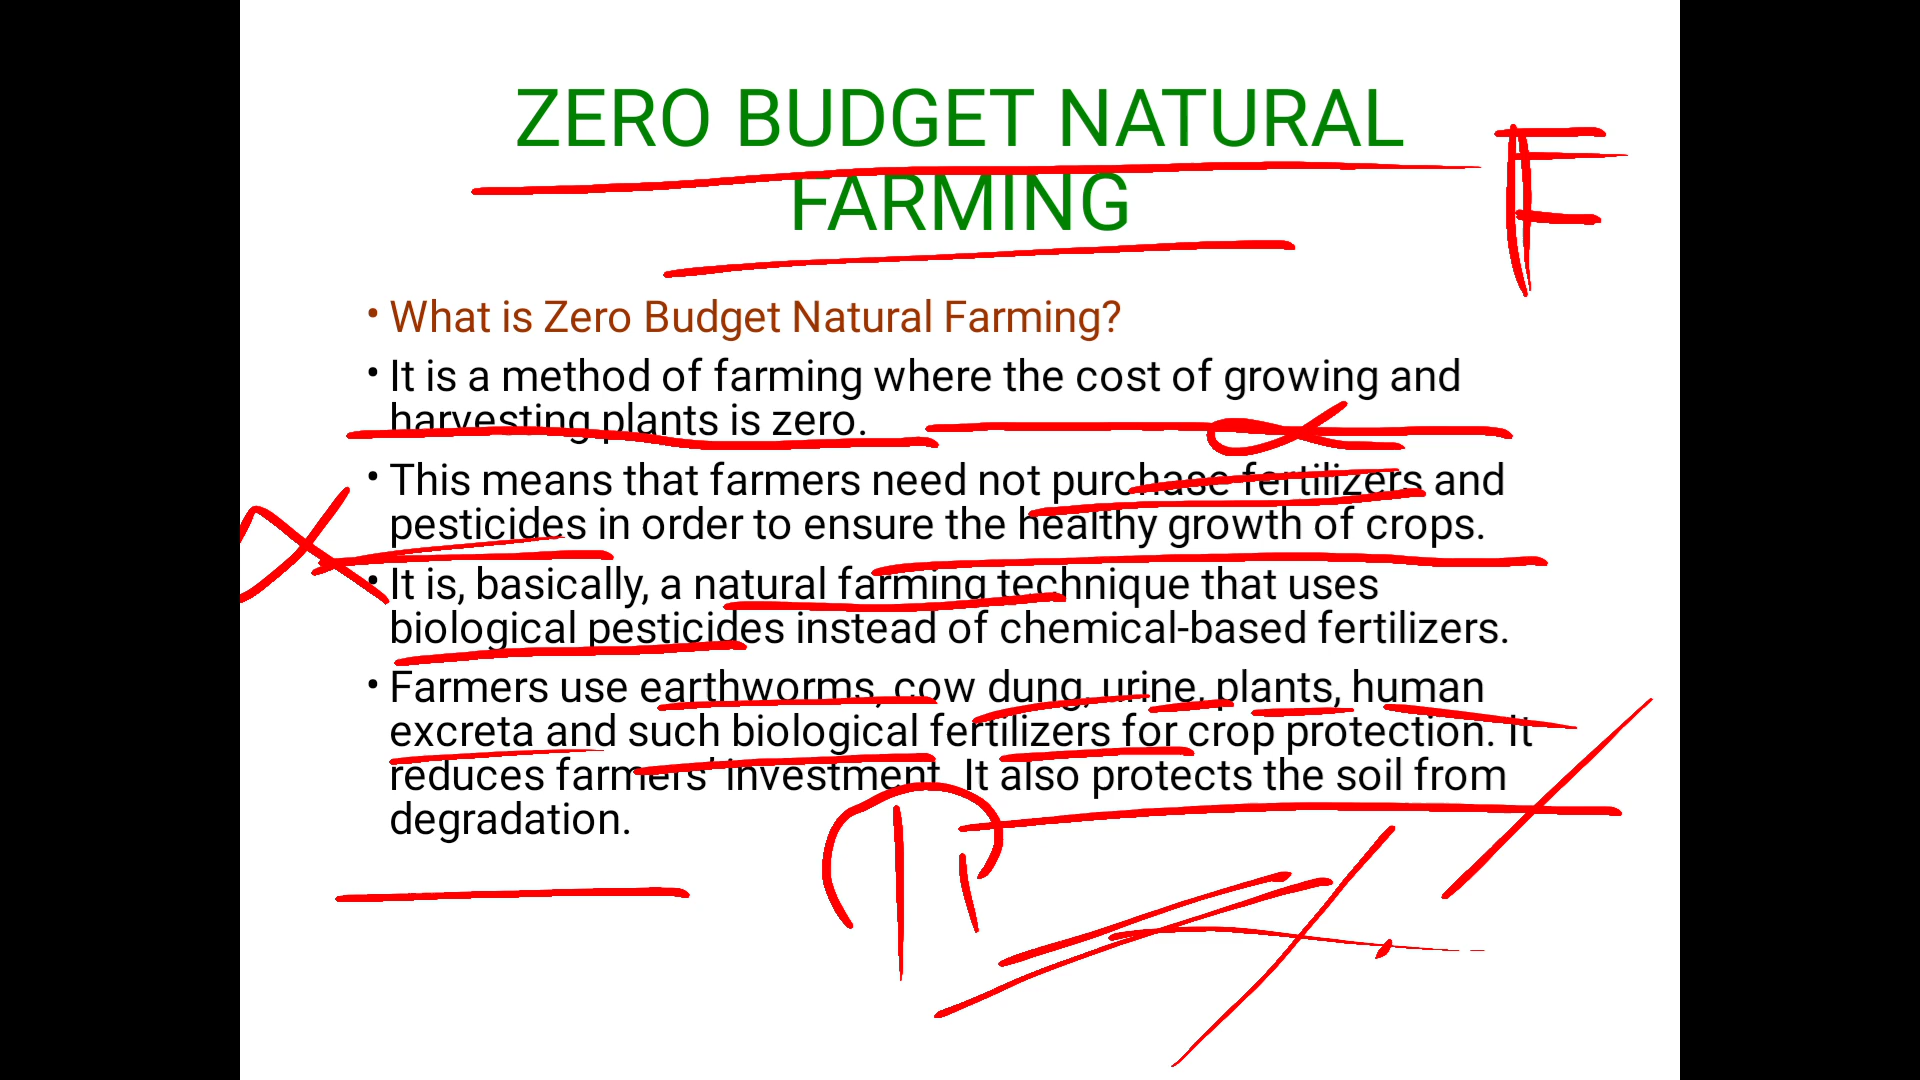 ZERO BUDGET NATURAL
FARMING
F
• What is Zero Budget Natural Farming?
• It is a method of farming where the cost of growing and
harvesting plants is zero.
• This means that farmers need not purchase fertilizers and
pesticides in order to ensure the healthy growth of crops.
• It is, basically, a natural farming technique that uses
biological pesticides instead of chemical-based fertilizers.
• Farmers use earthworms, cow dung, urine, plants, human
excreta and such biological fertilizers for crop protection. It
reduces farmers' investment. It also protects the soil from
degradation.